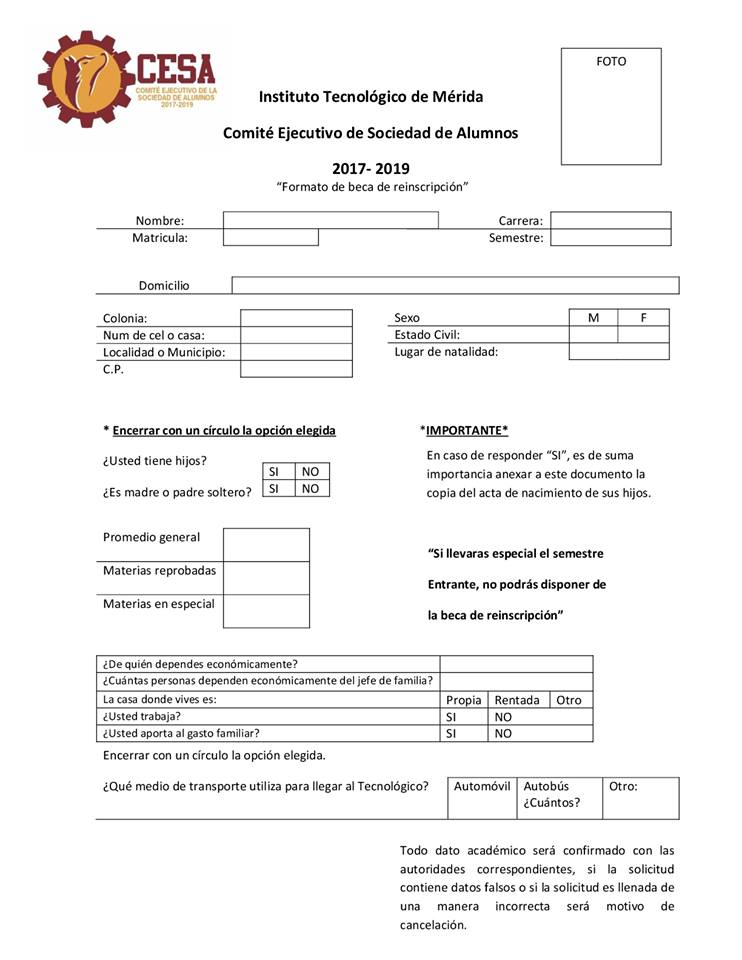 CESA
COMITÉ EJECUTIVO DE LA
SOCIEDAD DE ALUMNOS
2017-2019
FOTO
Instituto Tecnológico de Mérida
Comité Ejecutivo de Sociedad de Alumnos
2017- 2019
“Formato de beca de reinscripción”
Nombre: Carrera:
Matricula: Semestre:
Domicilio
Colonia:
Num de cel o casa:
Localidad o Municipio:
C.P.
Sexo M F
Estado Civil:
Lugar de natalidad:
* Encerrar con un círculo la opción elegida
¿Usted tiene hijos? SI NO
¿Es madre o padre soltero? SI NO
*IMPORTANTE*
En caso de responder “SI”, es de suma
importancia anexar a este documento la
copia del acta de nacimiento de sus hijos.
Promedio general
Materias reprobadas
Materias en especial
“Si llevaras especial el semestre
Entrante, no podrás disponer de
la beca de reinscripción”
¿De quién dependes económicamente?
¿Cuántas personas dependen económicamente del jefe de familia?
La casa donde vives es: Propia Rentada Otro
¿Usted trabaja? SI NO
¿Usted aporta al gasto familiar? SI NO
Encerrar con un círculo la opción elegida.
¿Qué medio de transporte utiliza para llegar al Tecnológico? Automóvil Autobús Otro:
¿Cuántos?
Todo dato académico será confirmado con las
autoridades correspondientes, si la solicitud
contiene datos falsos o si la solicitud es llenada de
una manera incorrecta será motivo de
cancelación.